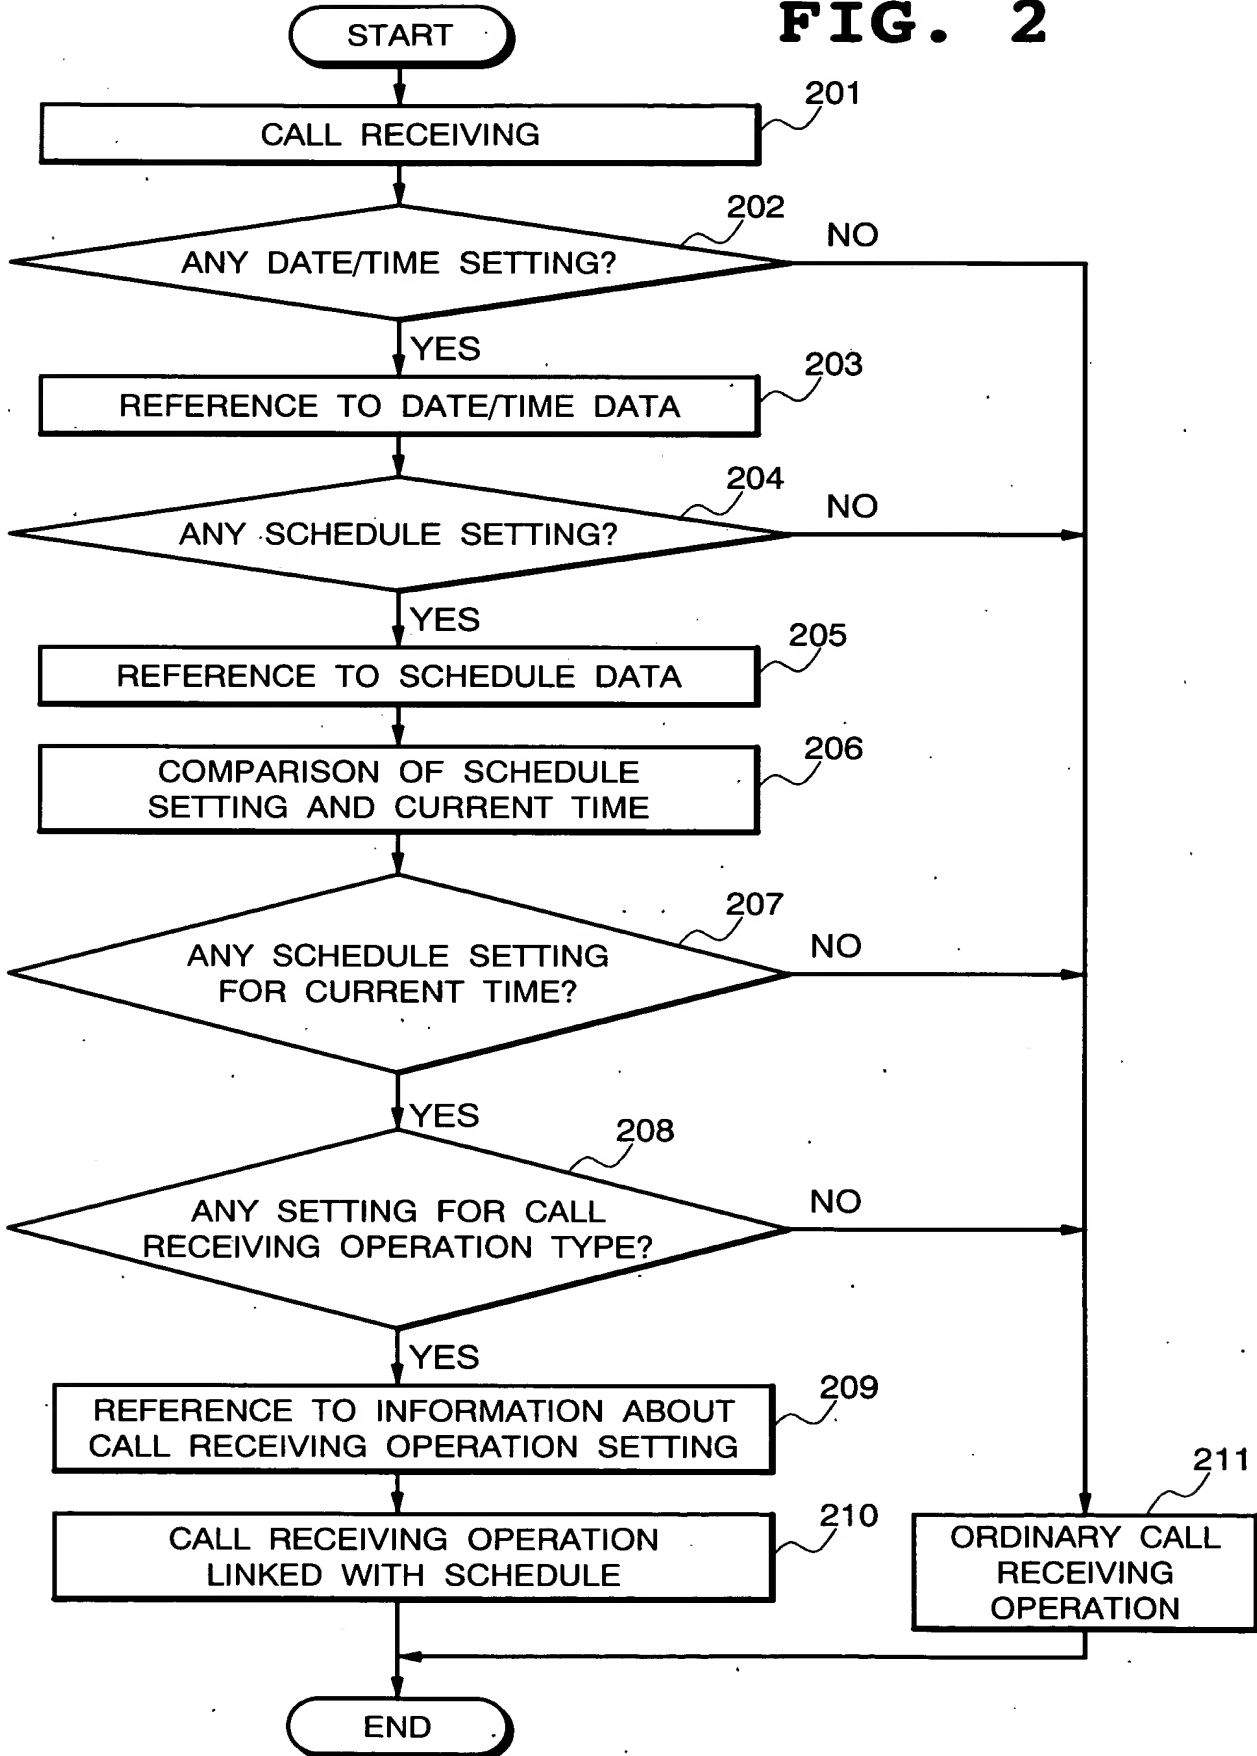 FIG. 2
START
201
CALL RECEIVING
202
ANY DATE/TIME SETTING?
NO
YES
203
REFERENCE TO DATE/TIME DATA
204
ANY SCHEDULE SETTING?
NO
YES
205
REFERENCE TO SCHEDULE DATA
206
COMPARISON OF SCHEDULE
SETTING AND CURRENT TIME
207
ANY SCHEDULE SETTING
FOR CURRENT TIME?
NO
YES
208
ANY SETTING FOR CALL
RECEIVING OPERATION TYPE?
NO
YES
209
REFERENCE TO INFORMATION ABOUT
CALL RECEIVING OPERATION SETTING
210
CALL RECEIVING OPERATION
LINKED WITH SCHEDULE
211
ORDINARY CALL
RECEIVING
OPERATION
END